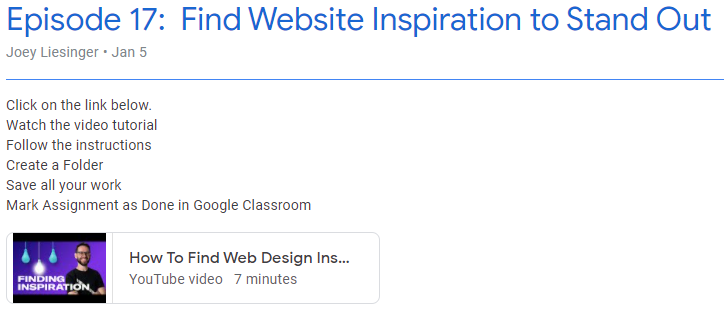 Episode 17:  Find Website Inspiration to Stand Out
Joey Liesinger • Jan 5
Click on the link below.
Watch the video tutorial
Follow the instructions
Create a Folder
Save all your work
Mark Assignment as Done in Google Classroom
FINDING
INSPIRATION
How To Find Web Design Ins...
YouTube video   7 minutes